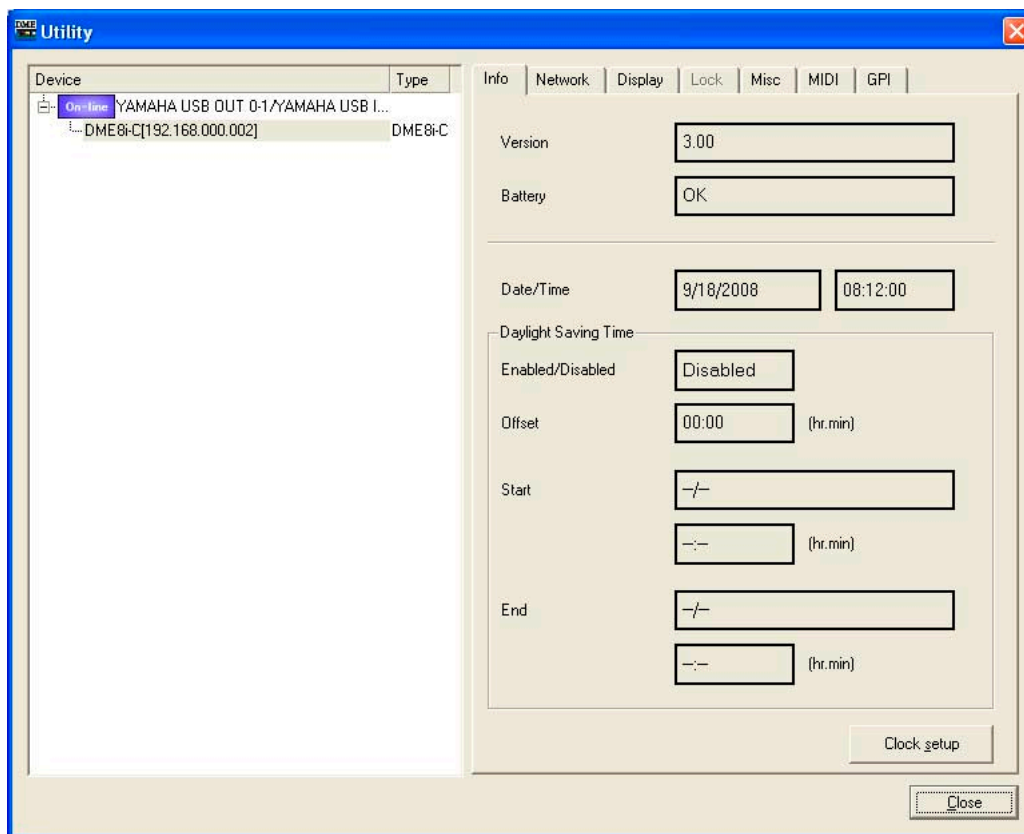 DME
Utility
Device Type
On-line YAMAHA USB OUT 0-1/YAMAHA USB I...
DME8i-C[192.168.000.002] DME8i-C
Info Network Display Lock Misc MIDI GPI
Version 3.00
Battery OK
Date/Time 9/18/2008 08:12:00
Daylight Saving Time
Enabled/Disabled Disabled
Offset 00:00 (hr.min)
Start --/--
--:-- (hr.min)
End --/--
--:-- (hr.min)
Clock setup
Close